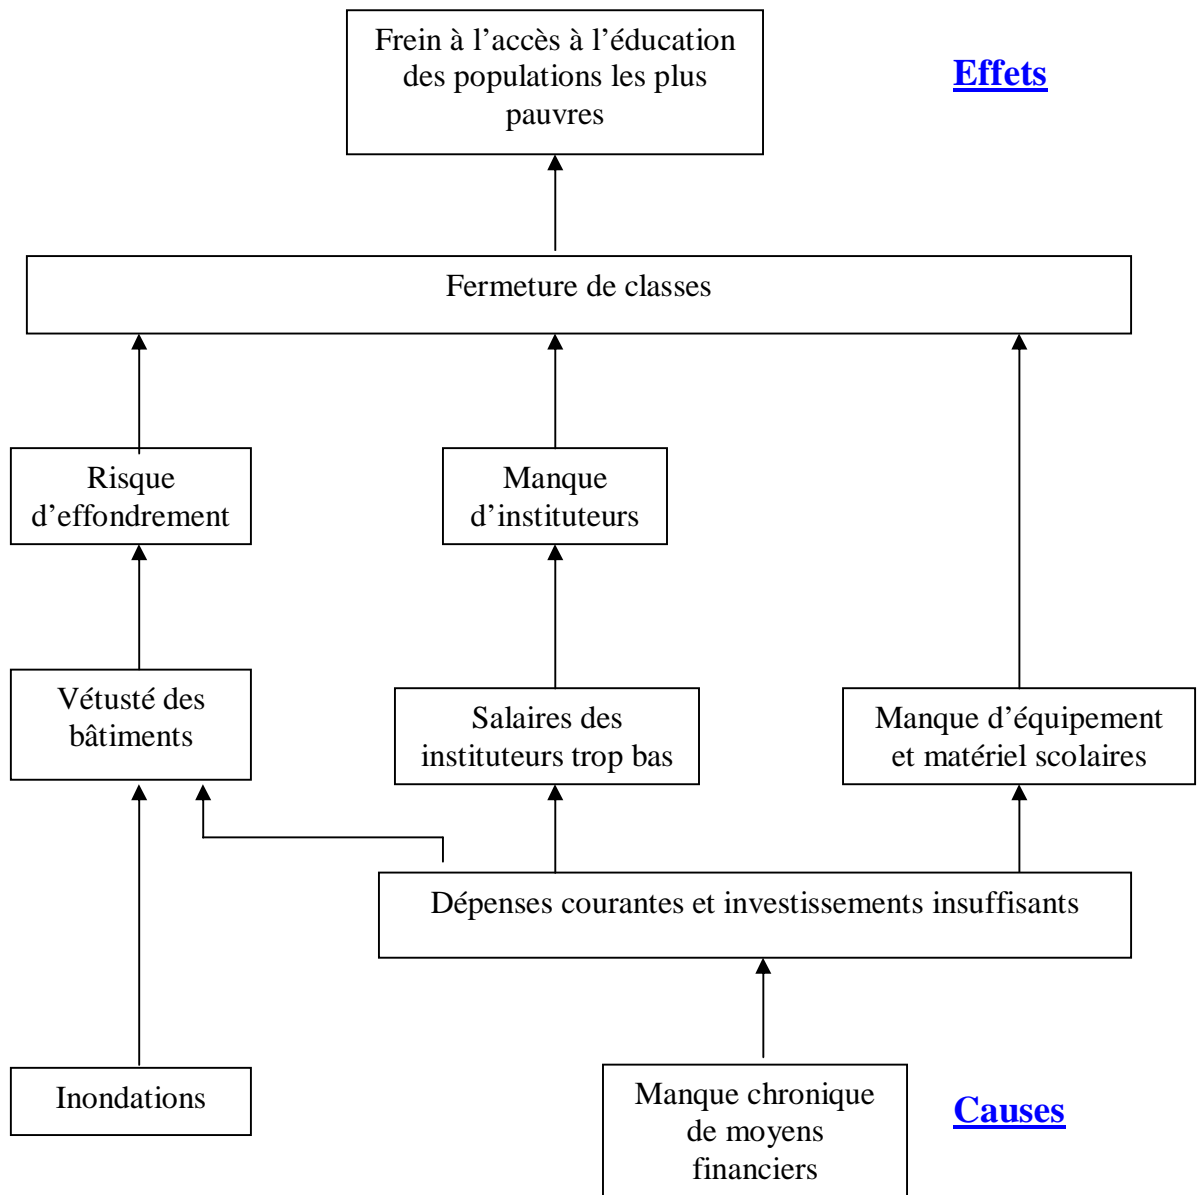 Frein à l’accès à l’éducation
des populations les plus
pauvres
Effets
Fermeture de classes
Risque
d’effondrement
Manque
d’instituteurs
Vétusté des
bâtiments
Salaires des
instituteurs trop bas
Manque d’équipement
et matériel scolaires
Dépenses courantes et investissements insuffisants
Inondations
Manque chronique
de moyens
financiers
Causes